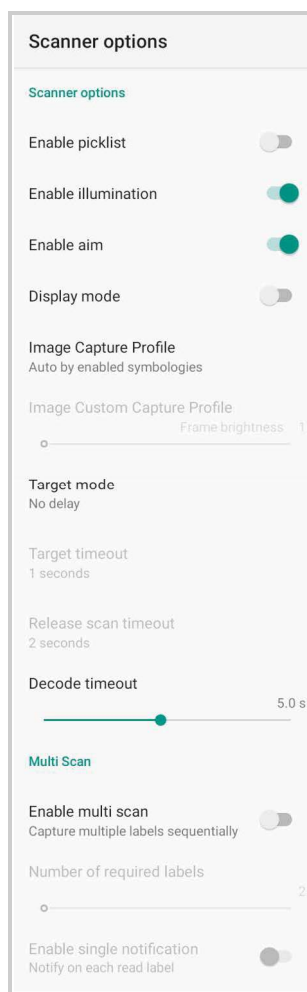 Scanner options
Scanner options
Enable picklist
Enable illumination
Enable aim
Display mode
Image Capture Profile
Auto by enabled symbologies
Image Custom Capture Profile
Frame brightness 1
Target mode
No delay
Target timeout
1 seconds
Release scan timeout
2 seconds
Decode timeout
5.0 s
Multi Scan
Enable multi scan
Capture multiple labels sequentially
Number of required labels
2
Enable single notification
Notify on each read label